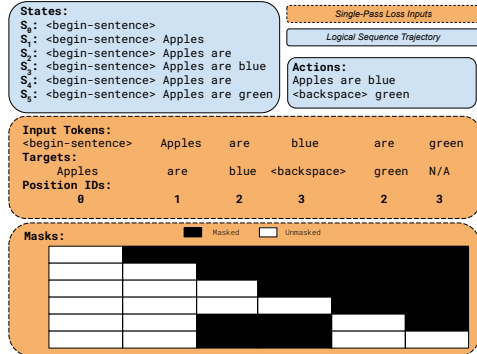 States:
S0: <begin-sentence>
S1: <begin-sentence> Apples
S2: <begin-sentence> Apples are
S3: <begin-sentence> Apples are blue
S4: <begin-sentence> Apples are
S5: <begin-sentence> Apples are green
Single-Pass Loss Inputs
Logical Sequence Trajectory
Actions:
Apples are blue
<backspace> green
Input Tokens:
<begin-sentence> Apples are blue are green
Targets:
Apples are blue <backspace> green N/A
Position IDs:
0 1 2 3 2 3
Masks:
Masked Unmasked